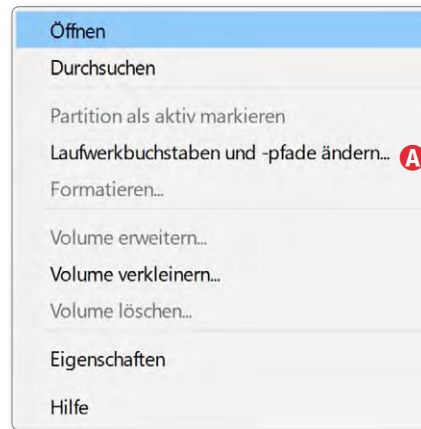 Öffnen
Durchsuchen
Partition als aktiv markieren
Laufwerkbuchstaben und -pfade ändern... A
Formatieren...
Volume erweitern...
Volume verkleinern...
Volume löschen...
Eigenschaften
Hilfe